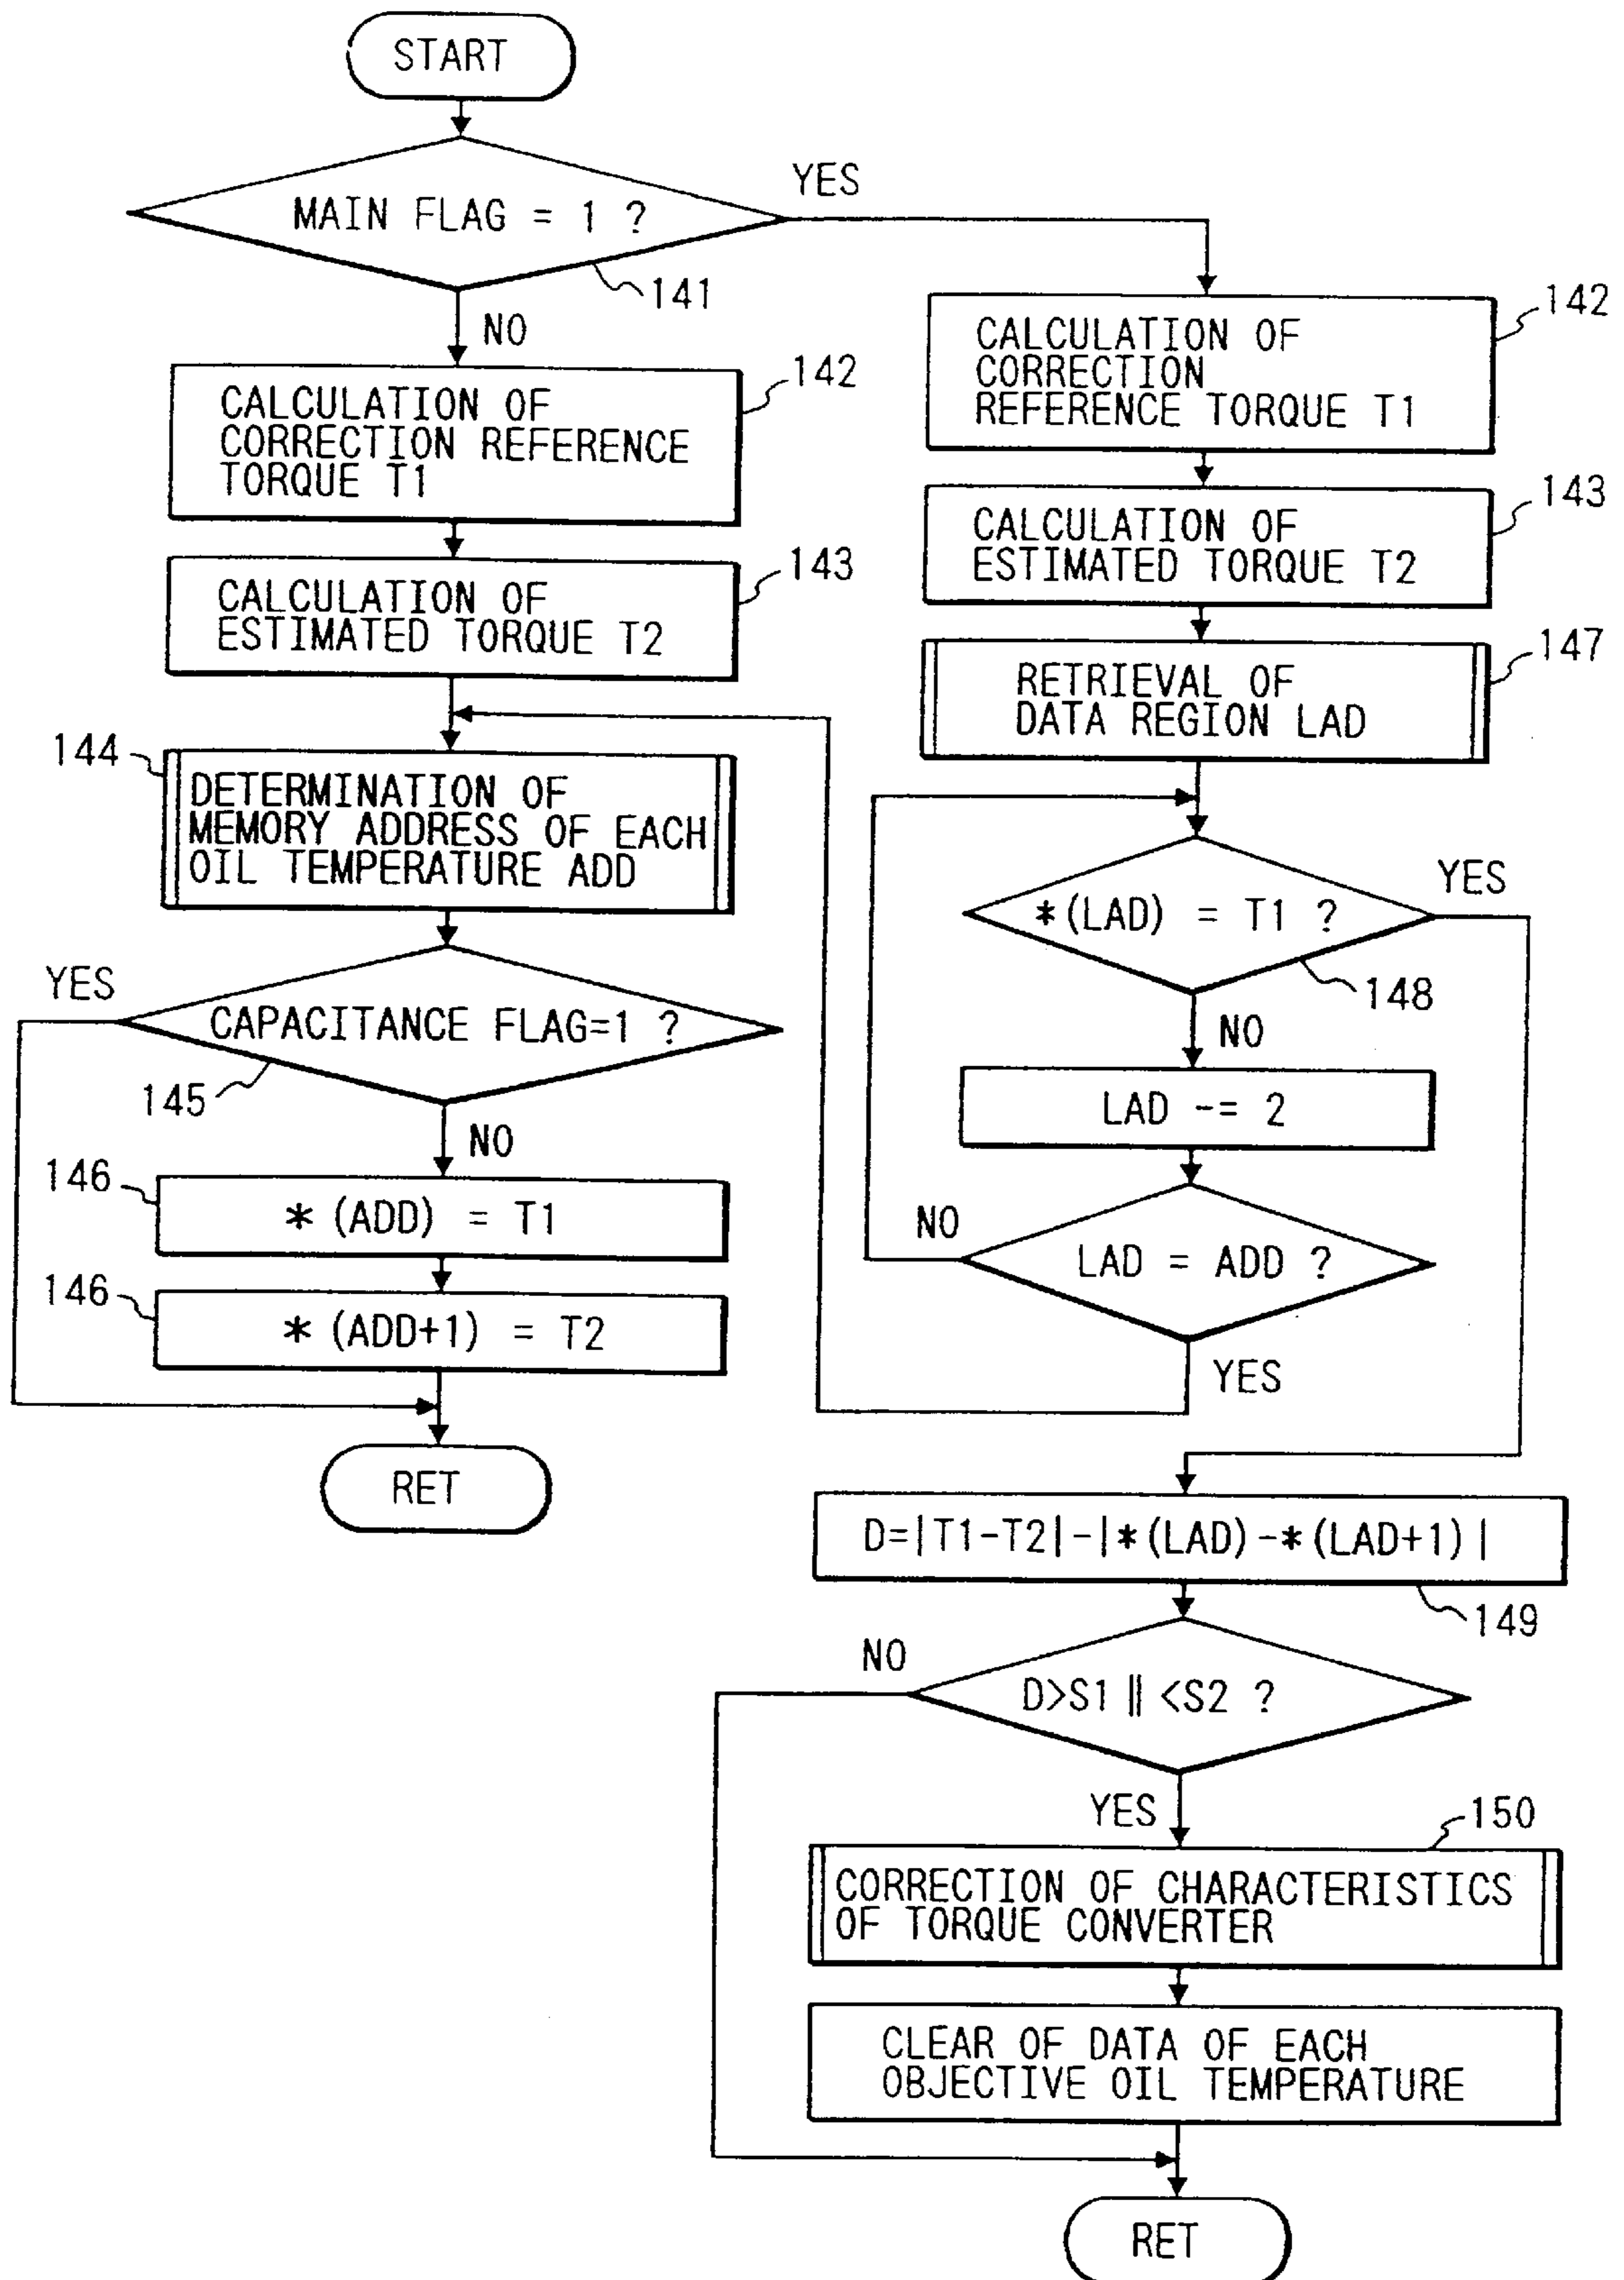 START
MAIN FLAG = 1 ?
YES
141
NO
CALCULATION OF
CORRECTION REFERENCE
TORQUE T1
142
CALCULATION OF
ESTIMATED TORQUE T2
143
144
DETERMINATION OF
MEMORY ADDRESS OF EACH
OIL TEMPERATURE ADD
YES
CAPACITANCE FLAG=1 ?
145
NO
146
*(ADD) = T1
146
*(ADD+1) = T2
RET
142
CALCULATION OF
CORRECTION
REFERENCE TORQUE T1
143
CALCULATION OF
ESTIMATED TORQUE T2
147
RETRIEVAL OF
DATA REGION LAD
*(LAD) = T1 ?
YES
148
NO
LAD -= 2
NO
LAD = ADD ?
YES
D=|T1-T2|-|*(LAD)-*(LAD+1)|
149
NO
D>S1 || <S2 ?
YES
150
CORRECTION OF CHARACTERISTICS
OF TORQUE CONVERTER
CLEAR OF DATA OF EACH
OBJECTIVE OIL TEMPERATURE
RET